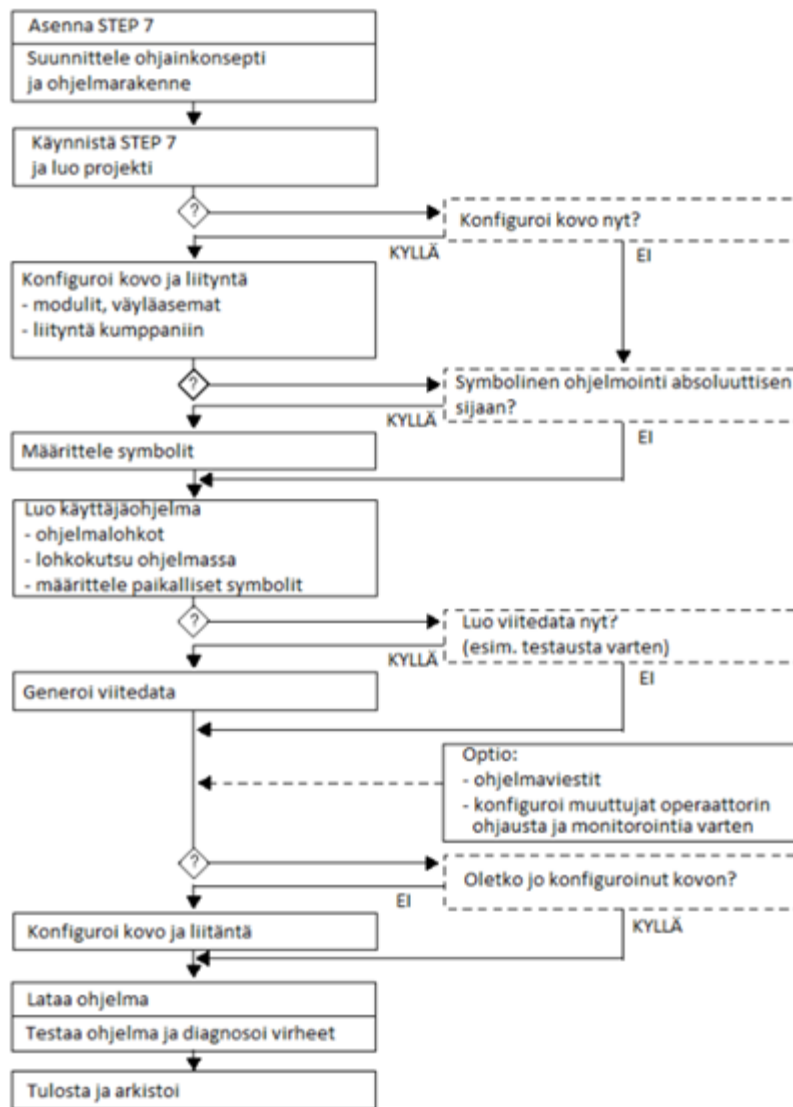 Asenna STEP 7
Suunnittele ohjainkonsepti
ja ohjelmarakenne
Käynnistä STEP 7
ja luo projekti
?
Konfiguroi kovo nyt?
KYLLÄ
EI
Konfiguroi kovo ja liityntä
- modulit, väyläasemat
- liityntä kumppaniin
?
Symbolinen ohjelmointi absoluuttisen
sijaan?
KYLLÄ
EI
Määrittele symbolit
Luo käyttäjäohjelma
- ohjelmalohkot
- lohkokutsu ohjelmassa
- määrittele paikalliset symbolit
?
Luo viitedata nyt?
(esim. testausta varten)
KYLLÄ
EI
Generoi viitedata
Optio:
- ohjelmaviestit
- konfiguroi muuttujat operaattorin
ohjausta ja monitorointia varten
?
Oletko jo konfiguroinut kovon?
EI
KYLLÄ
Konfiguroi kovo ja liitäntä
Lataa ohjelma
Testaa ohjelma ja diagnosoi virheet
Tulosta ja arkistoi